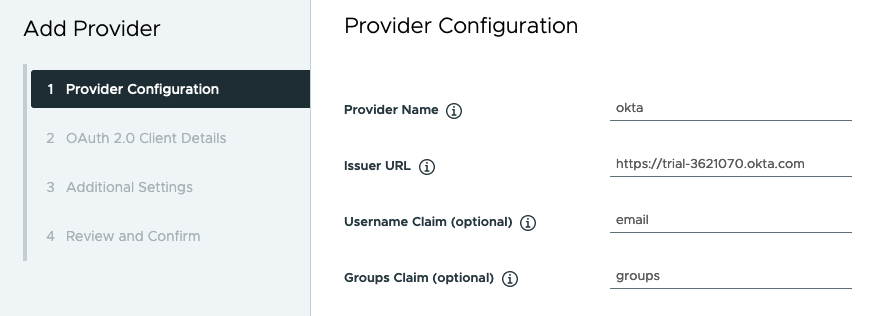 Add Provider
1 Provider Configuration
2 OAuth 2.0 Client Details
3 Additional Settings
4 Review and Confirm
Provider Configuration
Provider Name okta
Issuer URL https://trial-3621070.okta.com
Username Claim (optional) email
Groups Claim (optional) groups